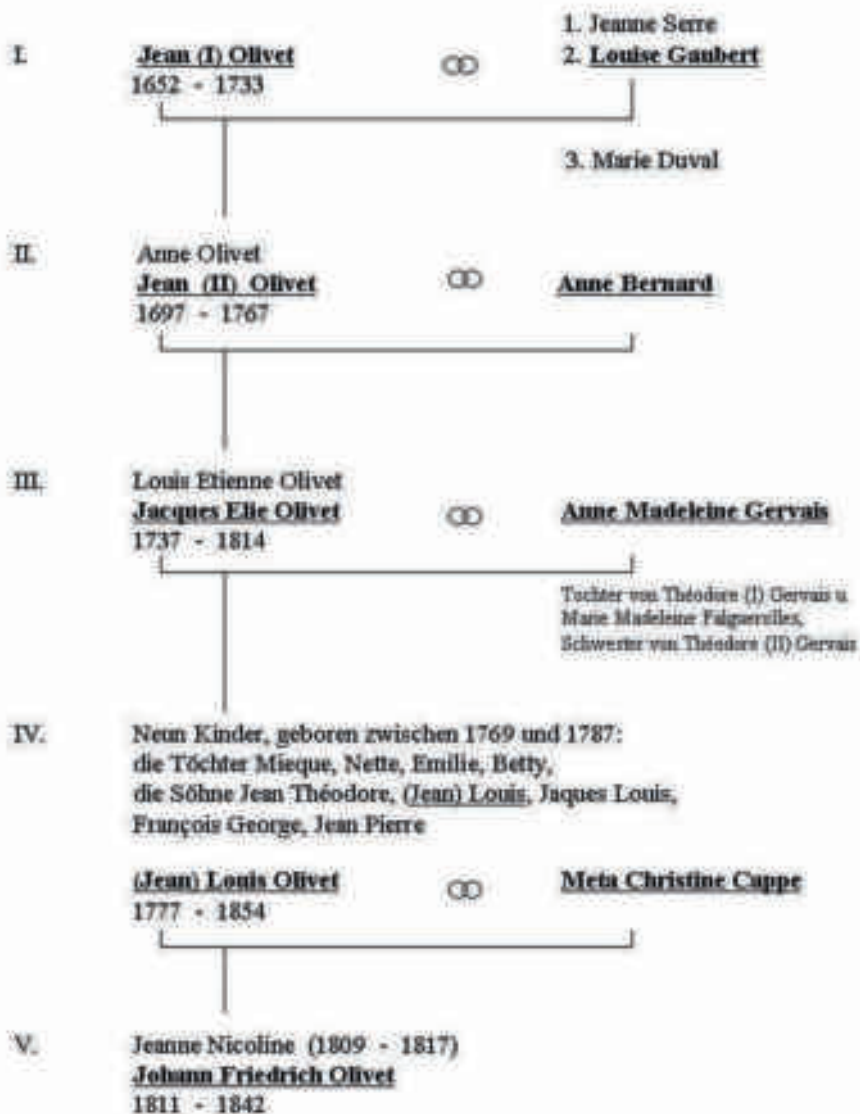 I.
Jean (I) Olivet
1652 - 1733
1. Jeanne Serre
2. Louise Gaubert
3. Marie Duval
II.
Anne Olivet
Jean (II) Olivet
1697 - 1767
Anne Bernard
III.
Louis Etienne Olivet
Jacques Elie Olivet
1737 - 1814
Anne Madeleine Gervais
Tochter von Théodore (I) Gervais u.
Marie Madeleine Falguerolles,
Schwester von Théodore (II) Gervais
IV.
Neun Kinder, geboren zwischen 1769 und 1787:
die Töchter Mieque, Nette, Emilie, Betty,
die Söhne Jean Théodore, (Jean) Louis, Jaques Louis,
François George, Jean Pierre
(Jean) Louis Olivet
1777 - 1854
Meta Christine Cappe
V.
Jeanne Nicoline (1809 - 1817)
Johann Friedrich Olivet
1811 - 1842